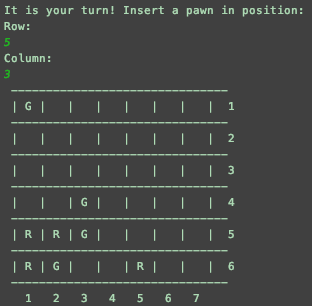 It is your turn! Insert a pawn in position:
Row:
5
Column:
3
-------------------------------
| G |   |   |   |   |   |   |  1
-------------------------------
|   |   |   |   |   |   |   |  2
-------------------------------
|   |   |   |   |   |   |   |  3
-------------------------------
|   |   | G |   |   |   |   |  4
-------------------------------
| R | R | G |   |   |   |   |  5
-------------------------------
| R | G |   |   | R |   |   |  6
-------------------------------
  1   2   3   4   5   6   7